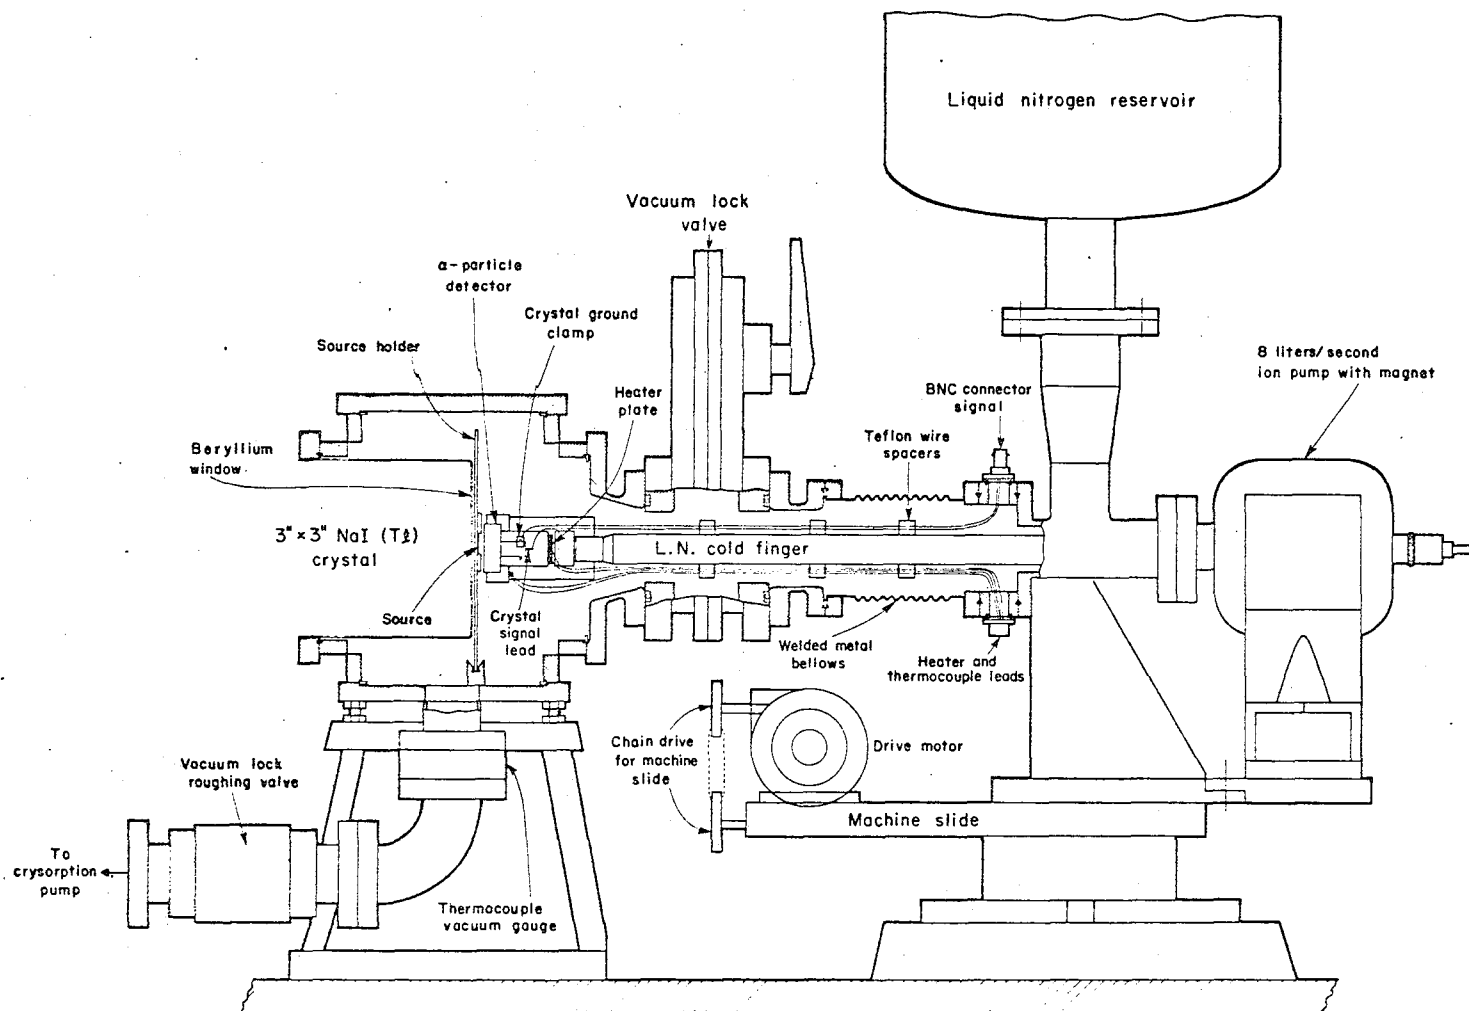 Liquid nitrogen reservoir
Vacuum lock
valve
α-particle
detector
Crystal ground
clamp
Source holder
Heater
plate
BNC connector
signal
8 liters/second
ion pump with magnet
Teflon wire
spacers
Beryllium
window
3"×3" NaI (Tℓ)
crystal
L.N. cold finger
Source
Crystal
signal
lead
Welded metal
bellows
Heater and
thermocouple leads
Chain drive
for machine
slide
Drive motor
Vacuum lock
roughing valve
Machine slide
To
crysorption
pump
Thermocouple
vacuum gauge